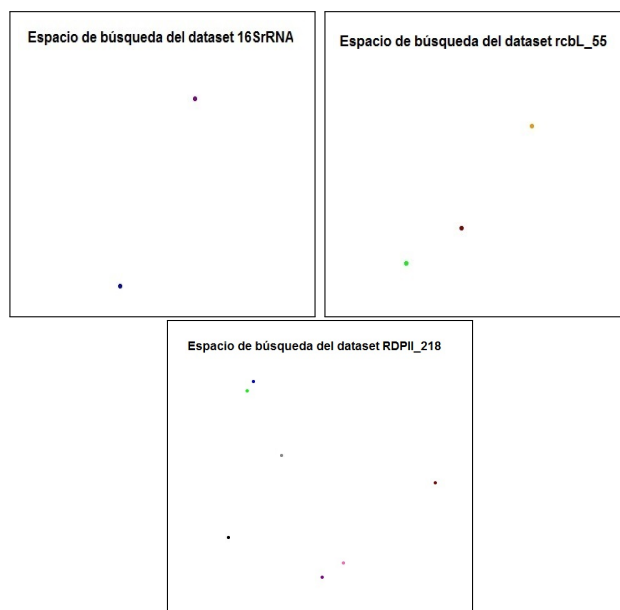 Espacio de búsqueda del dataset 16SrRNA
Espacio de búsqueda del dataset rcbL_55
Espacio de búsqueda del dataset RDPII_218